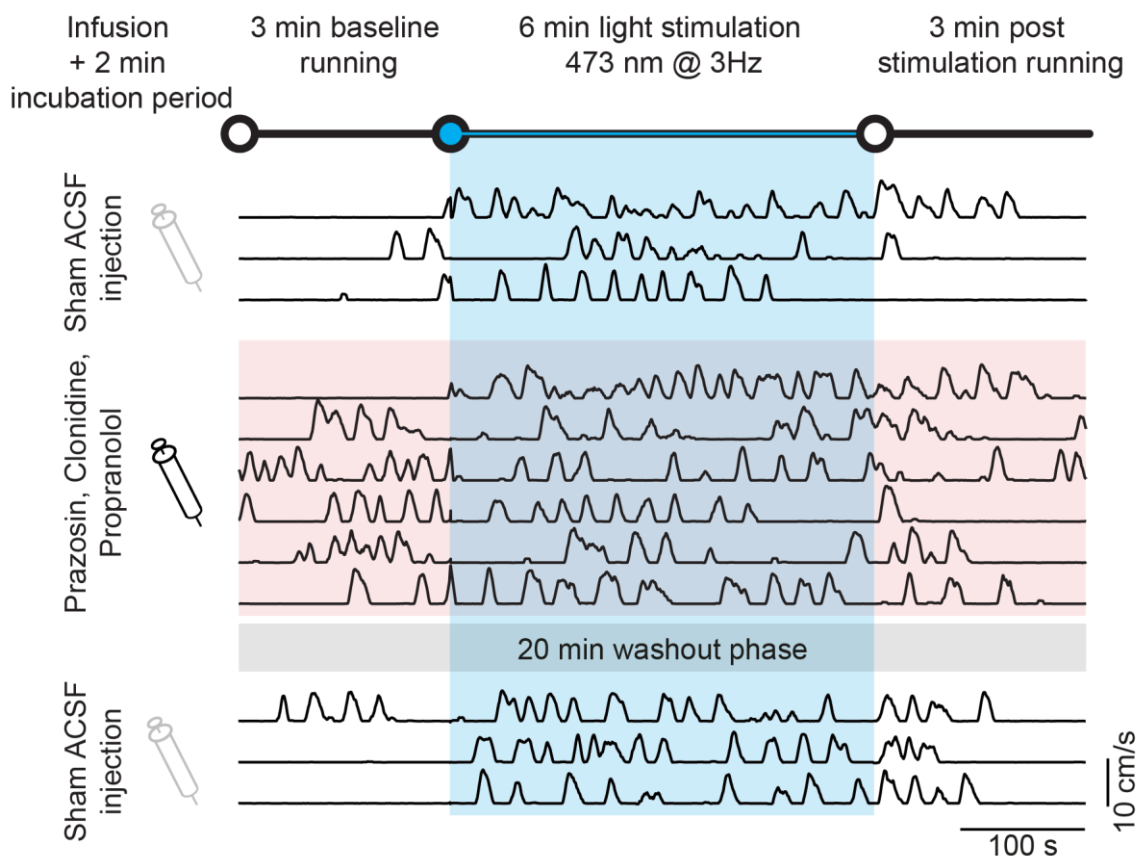 Infusion
+ 2 min
incubation period
3 min baseline
running
6 min light stimulation
473 nm @ 3Hz
3 min post
stimulation running
Sham ACSF
injection
Prazosin, Clonidine,
Propranolol
20 min washout phase
Sham ACSF
injection
10 cm/s
100 s